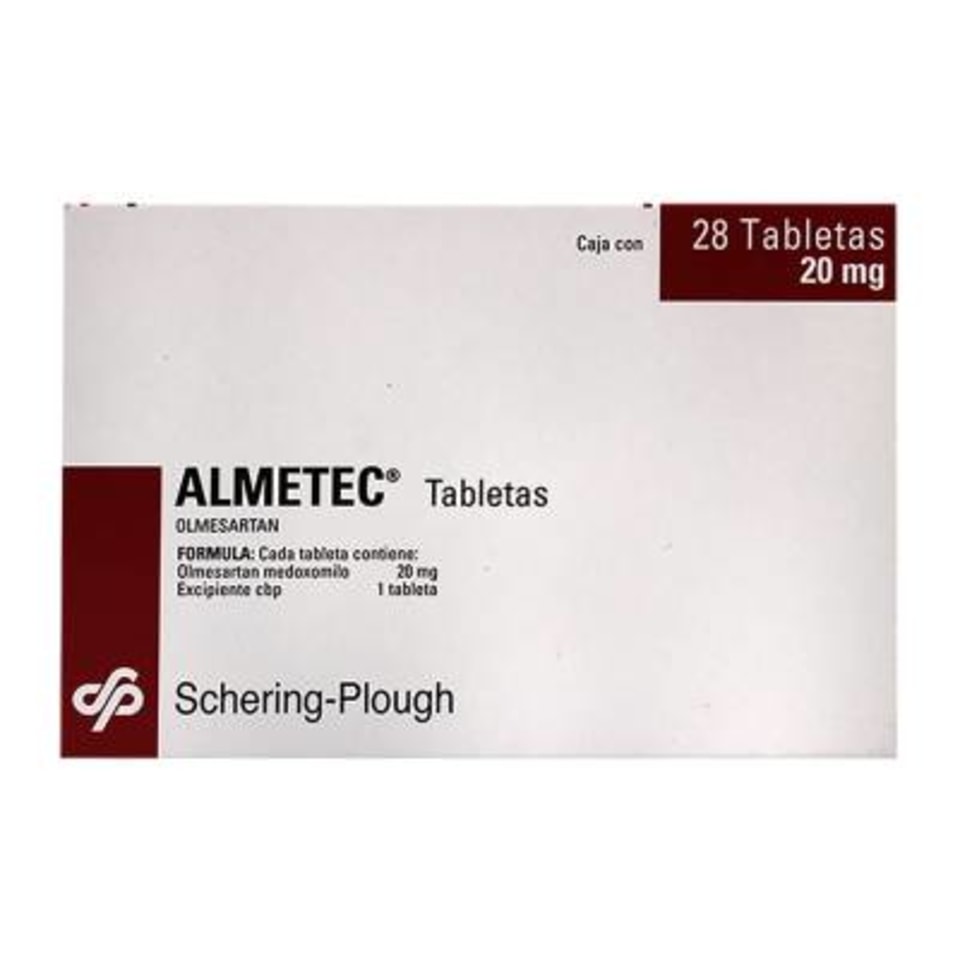 Caja con
28 Tabletas
20 mg
ALMETEC® Tabletas
OLMESARTAN
FORMULA: Cada tableta contiene:
Olmesartan medoxomilo 20 mg
Excipiente cbp 1 tableta
Schering-Plough